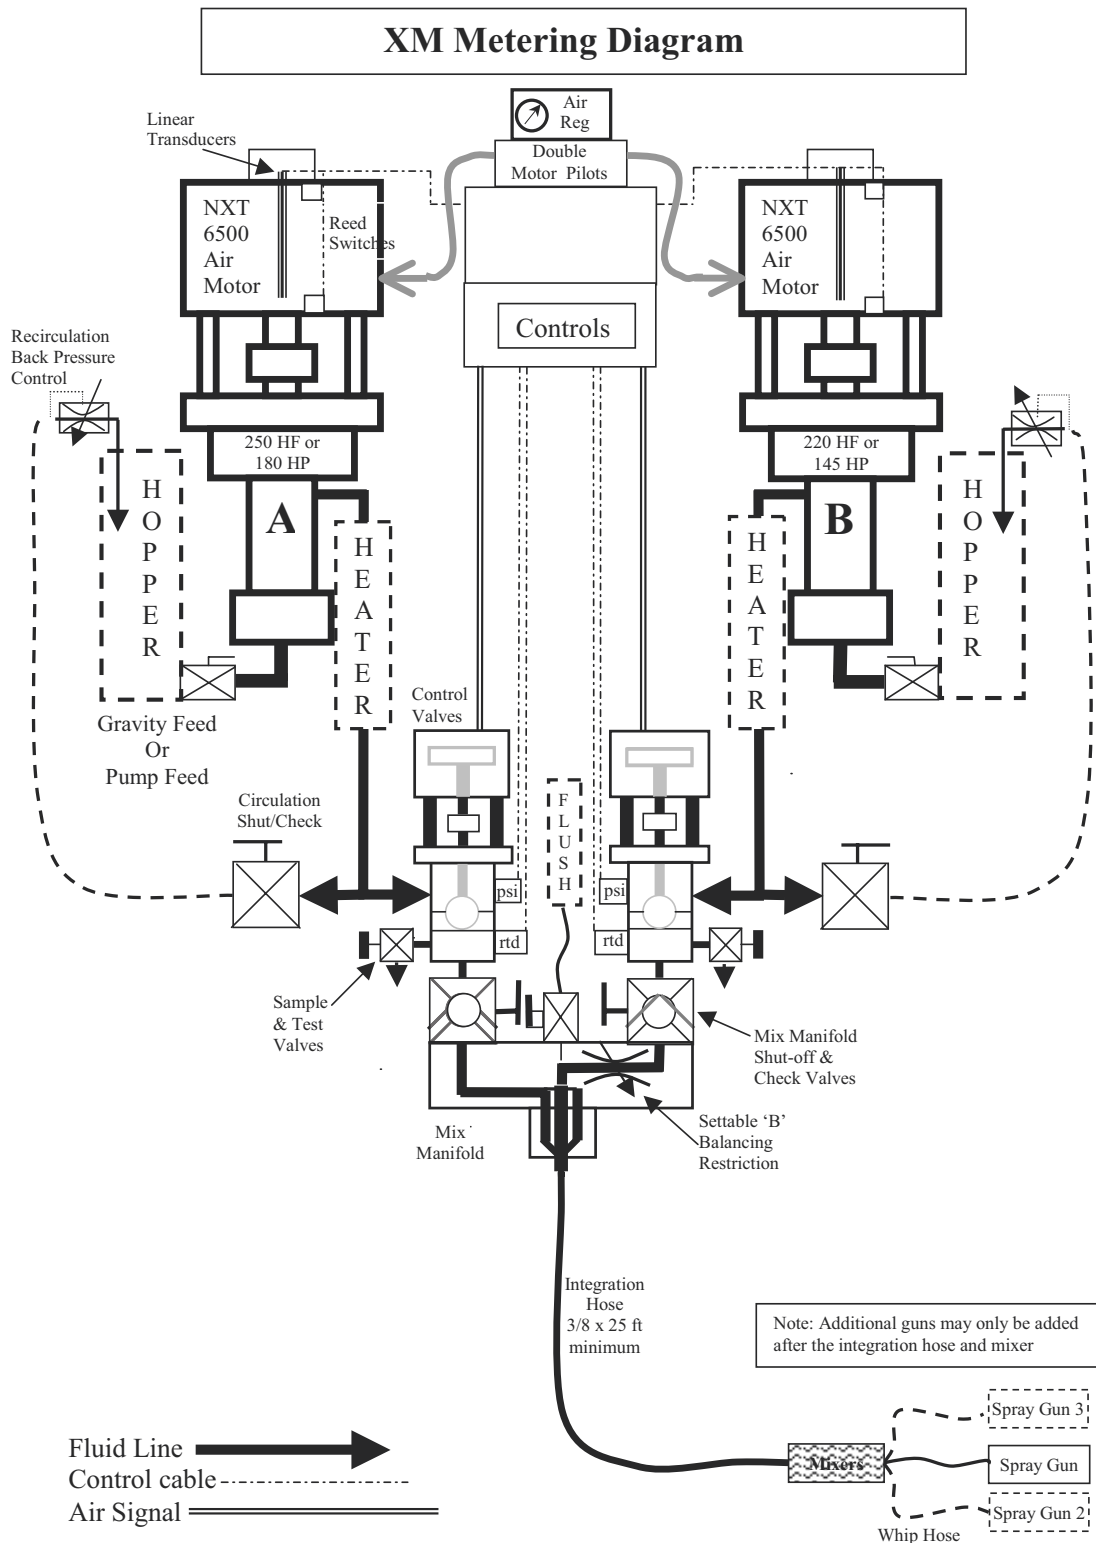 XM Metering Diagram
Air
Reg
Double
Motor Pilots
Linear
Transducers
NXT
6500
Air
Motor
Reed
Switches
NXT
6500
Air
Motor
Controls
Recirculation
Back Pressure
Control
250 HF or
180 HP
220 HF or
145 HP
A
B
HOPPER
HEATER
HEATER
HOPPER
Gravity Feed
Or
Pump Feed
Control
Valves
Circulation
Shut/Check
FLUSH
psi
psi
rtd
rtd
Sample
& Test
Valves
Mix Manifold
Shut-off &
Check Valves
Mix
Manifold
Settable ‘B’
Balancing
Restriction
Integration
Hose
3/8 x 25 ft
minimum
Note: Additional guns may only be added
after the integration hose and mixer
Mixers
Spray Gun 3
Spray Gun
Spray Gun 2
Whip Hose
Fluid Line
Control cable
Air Signal